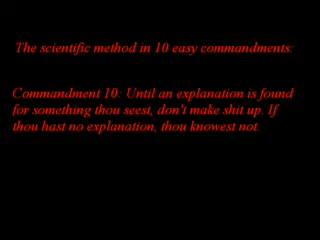 The scientific method in 10 easy commandments:
Commandment 10: Until an explanation is found
for something thou seest, don't make shit up. If
thou hast no explanation, thou knowest not.